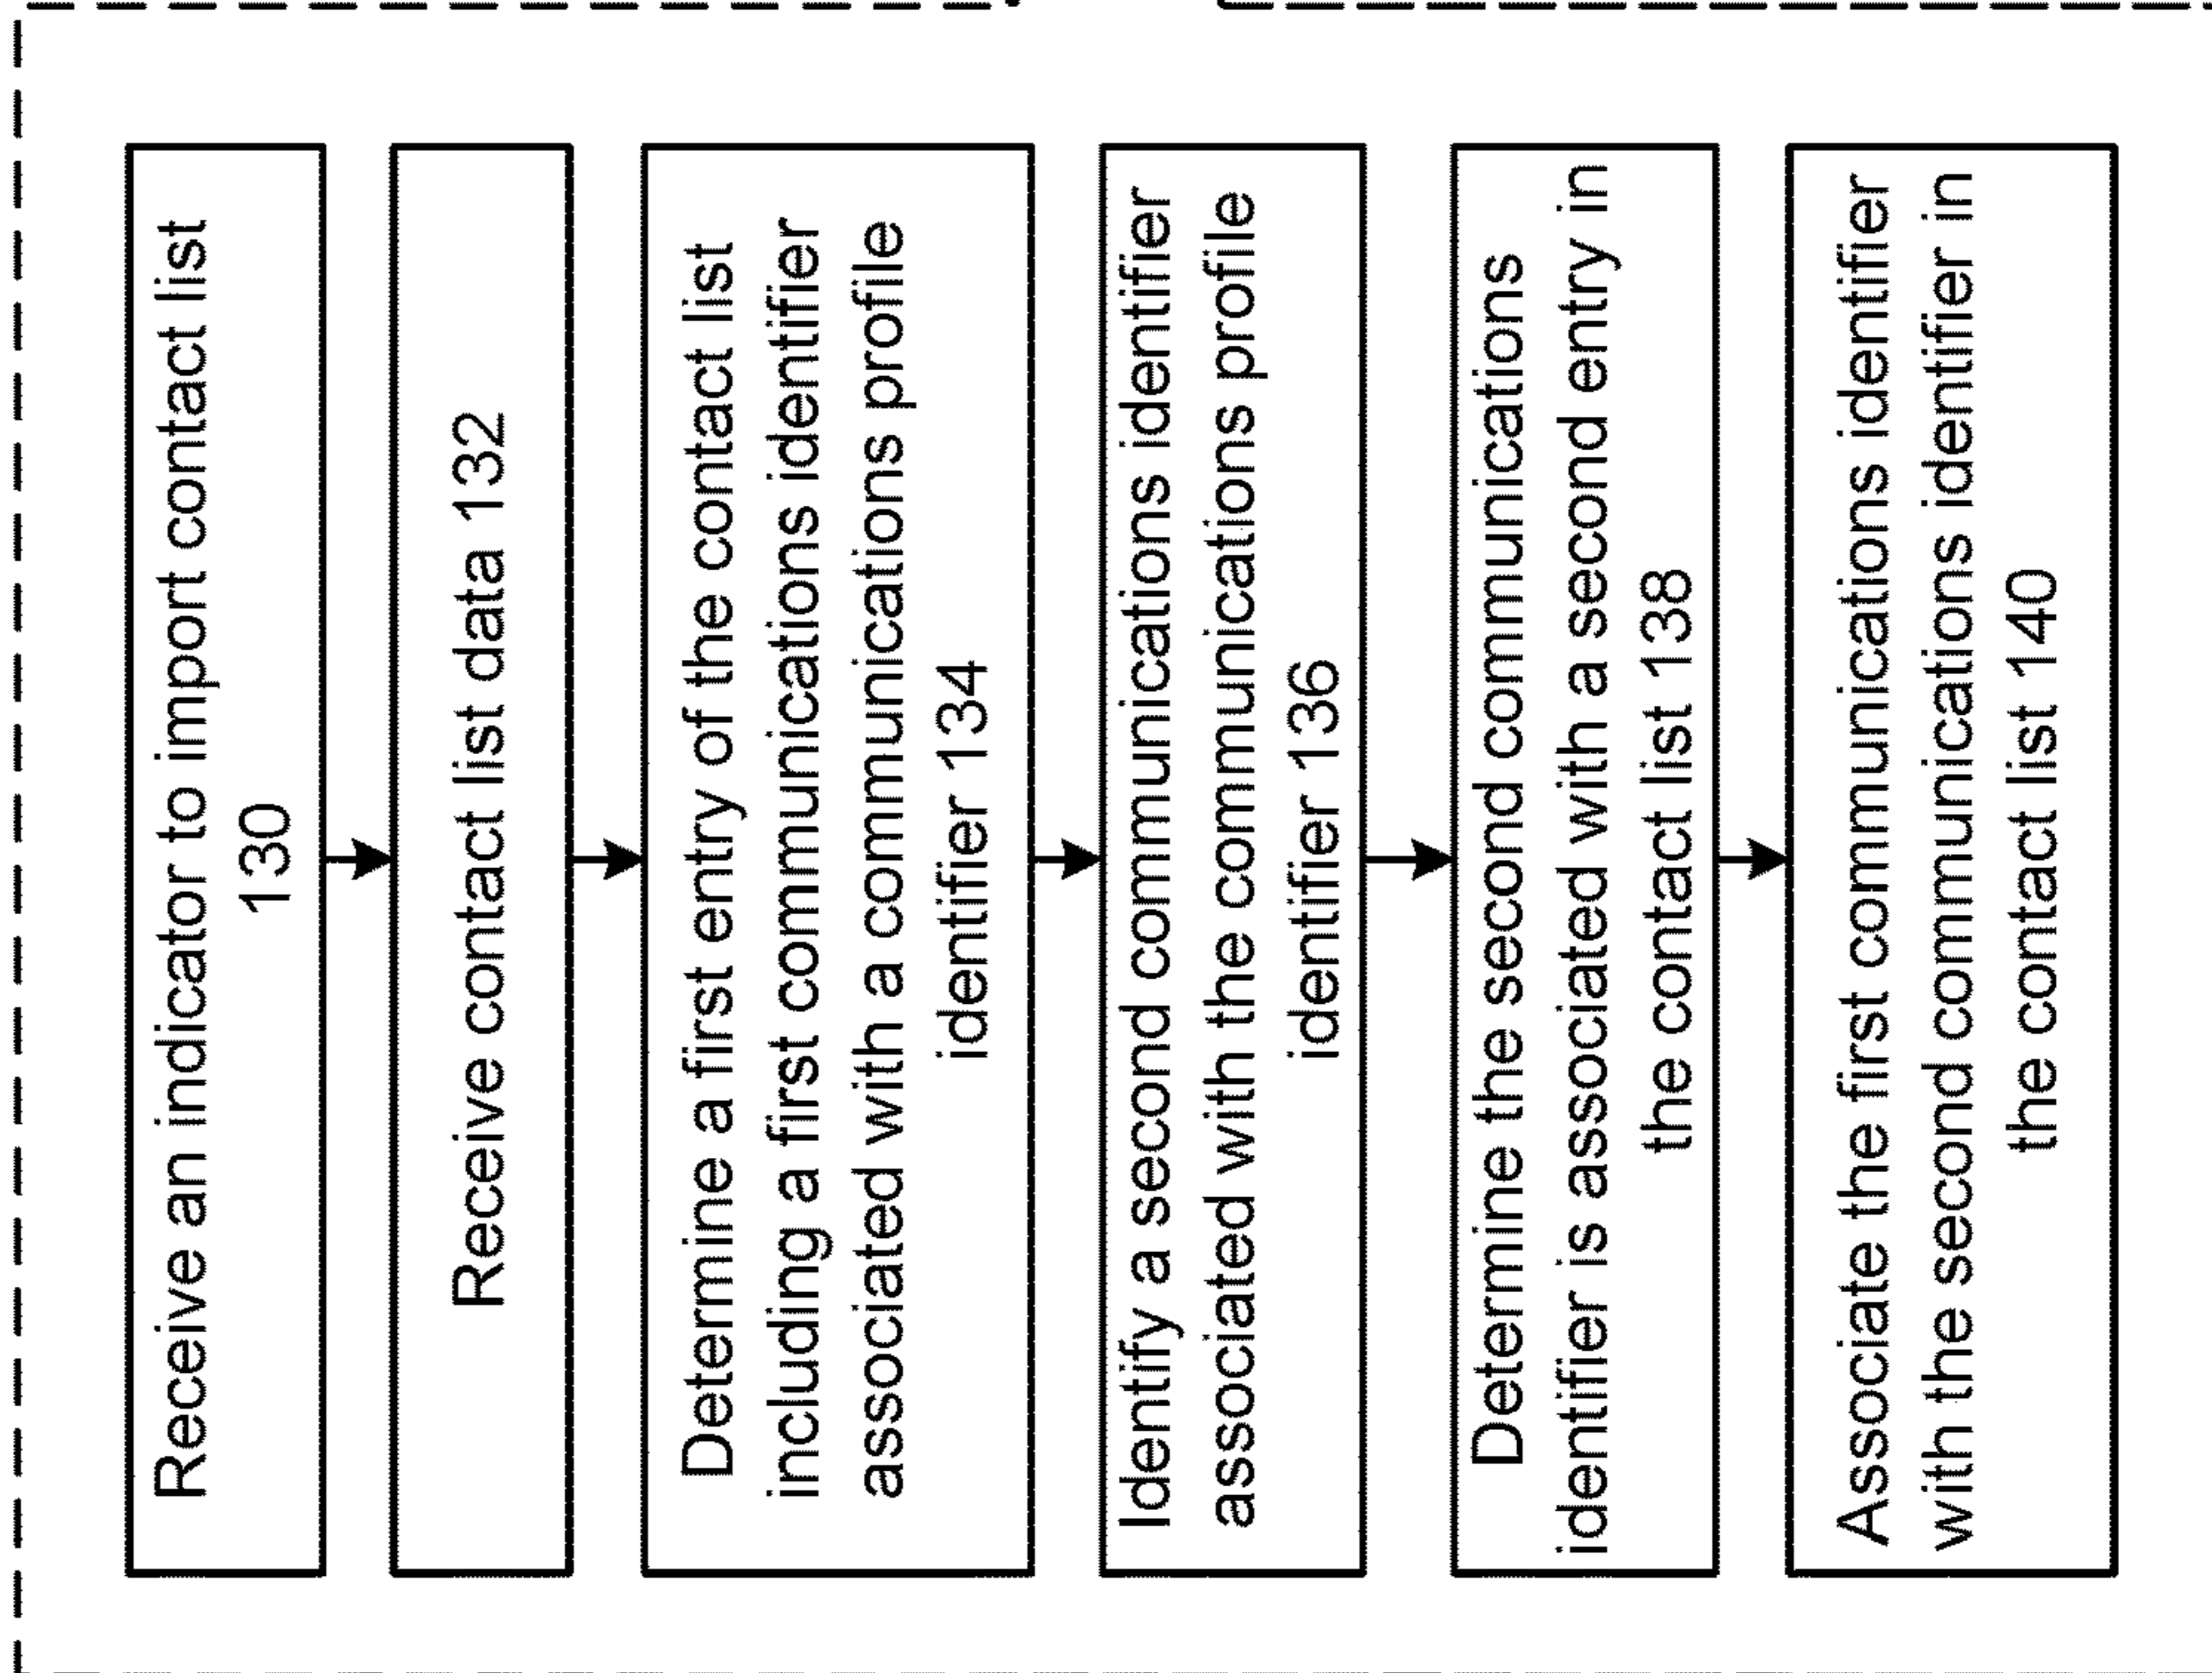 Receive an indicator to import contact list
130
Receive contact list data 132
Determine a first entry of the contact list
including a first communications identifier
associated with a communications profile
identifier 134
Identify a second communications identifier
associated with the communications profile
identifier 136
Determine the second communications
identifier is associated with a second entry in
the contact list 138
Associate the first communications identifier
with the second communications identifier in
the contact list 140